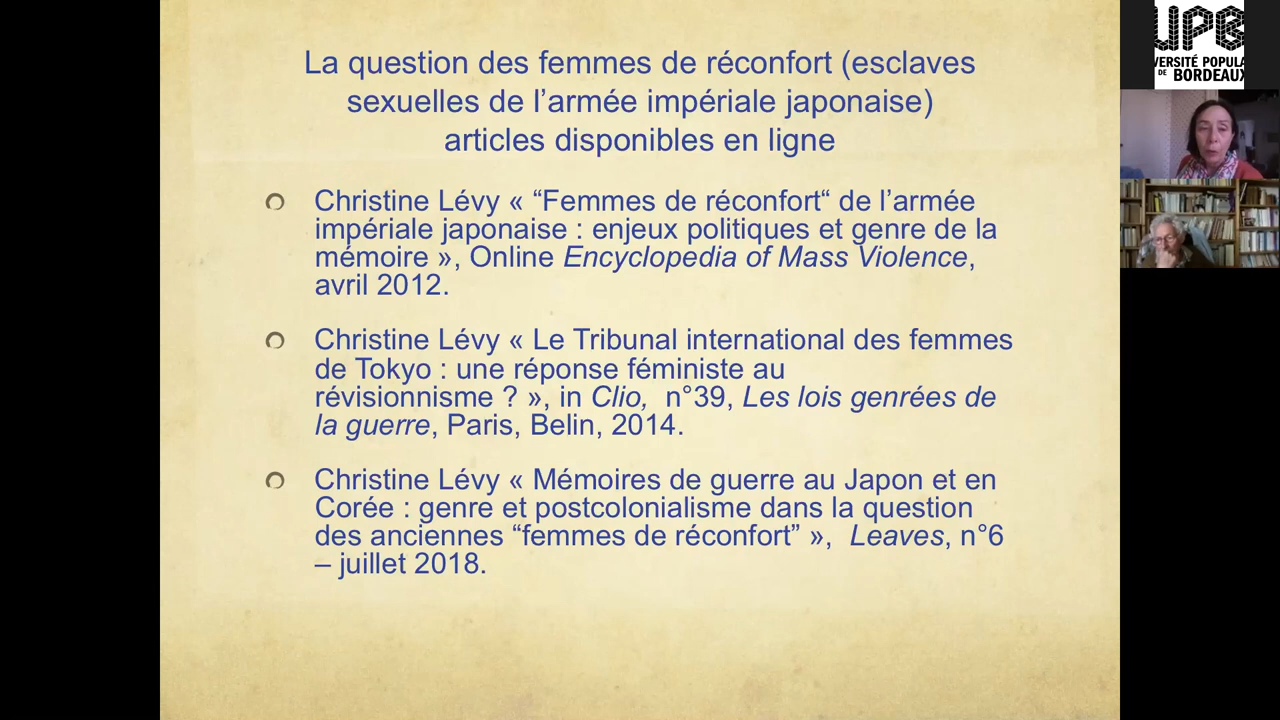 La question des femmes de réconfort (esclaves
sexuelles de l’armée impériale japonaise)
articles disponibles en ligne
Christine Lévy « “Femmes de réconfort“ de l’armée
impériale japonaise : enjeux politiques et genre de la
mémoire », Online Encyclopedia of Mass Violence,
avril 2012.
Christine Lévy « Le Tribunal international des femmes
de Tokyo : une réponse féministe au
révisionnisme ? », in Clio, n°39, Les lois genrées de
la guerre, Paris, Belin, 2014.
Christine Lévy « Mémoires de guerre au Japon et en
Corée : genre et postcolonialisme dans la question
des anciennes “femmes de réconfort” », Leaves, n°6
– juillet 2018.
UPB
VERSITÉ POPULA
DE BORDEAUX